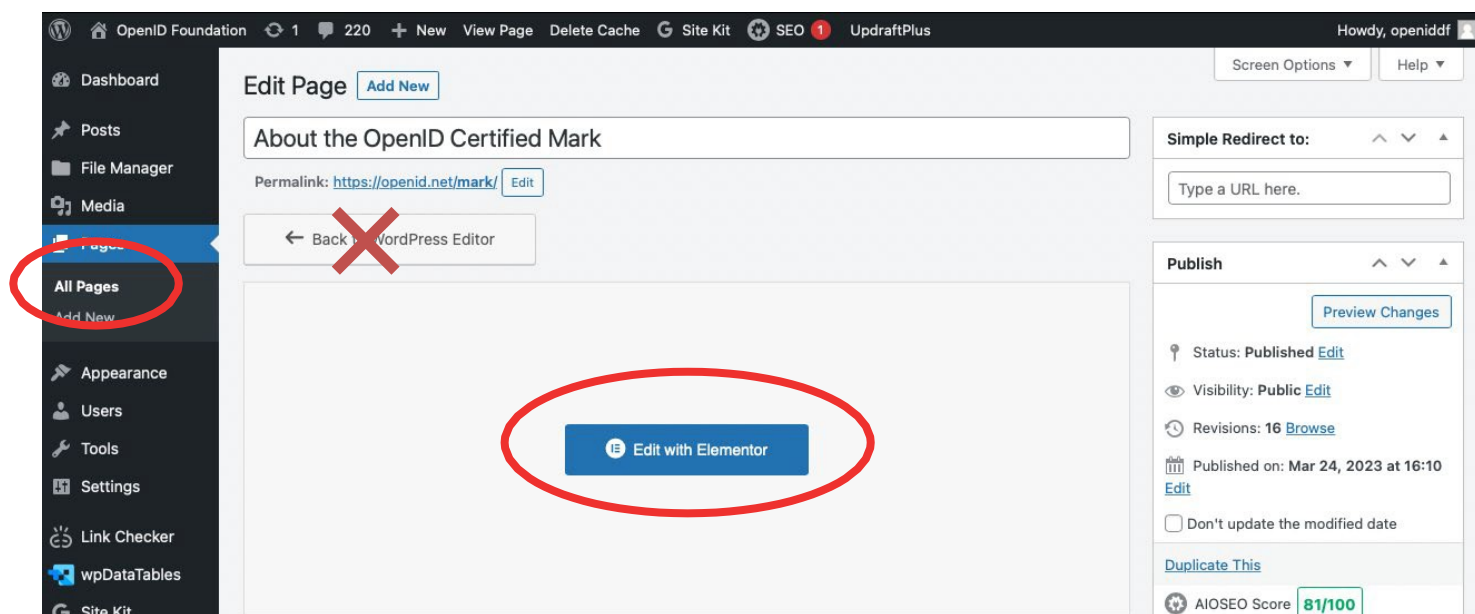 OpenID Foundation 1 220 + New View Page Delete Cache G Site Kit SEO 1 UpdraftPlus Howdy, openiddf
Screen Options ▼ Help ▼
Dashboard
Posts
File Manager
Media
Pages
All Pages
Add New
Appearance
Users
Tools
Settings
Link Checker
wpDataTables
Site Kit
Edit Page Add New
About the OpenID Certified Mark
Permalink: https://openid.net/mark/ Edit
← Back to WordPress Editor
Edit with Elementor
Simple Redirect to:
Type a URL here.
Publish
Preview Changes
Status: Published Edit
Visibility: Public Edit
Revisions: 16 Browse
Published on: Mar 24, 2023 at 16:10
Edit
Don't update the modified date
Duplicate This
AIOSEO Score 81/100